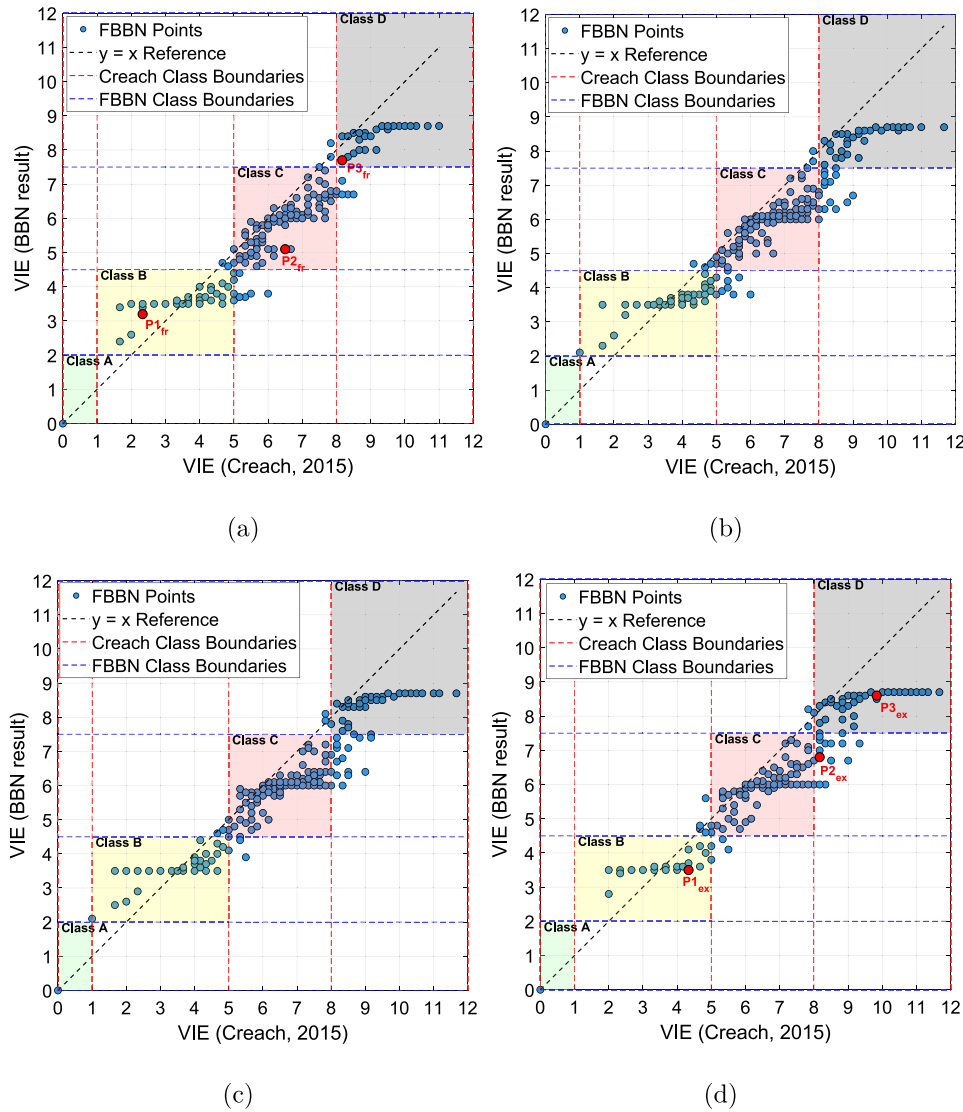 12
11
10
9
8
7
6
5
4
3
2
1
0
VIE (BBN result)
FBBN Points
y = x Reference
Creach Class Boundaries
FBBN Class Boundaries
Class D
Class C
Class B
Class A
P3fr
P2fr
P1fr
0 1 2 3 4 5 6 7 8 9 10 11 12
VIE (Creach, 2015)
(a)
12
11
10
9
8
7
6
5
4
3
2
1
0
VIE (BBN result)
FBBN Points
y = x Reference
Creach Class Boundaries
FBBN Class Boundaries
Class D
Class C
Class B
Class A
0 1 2 3 4 5 6 7 8 9 10 11 12
VIE (Creach, 2015)
(b)
12
11
10
9
8
7
6
5
4
3
2
1
0
VIE (BBN result)
FBBN Points
y = x Reference
Creach Class Boundaries
FBBN Class Boundaries
Class D
Class C
Class B
Class A
0 1 2 3 4 5 6 7 8 9 10 11 12
VIE (Creach, 2015)
(c)
12
11
10
9
8
7
6
5
4
3
2
1
0
VIE (BBN result)
FBBN Points
y = x Reference
Creach Class Boundaries
FBBN Class Boundaries
Class D
Class C
Class B
Class A
P3ex
P2ex
P1ex
0 1 2 3 4 5 6 7 8 9 10 11 12
VIE (Creach, 2015)
(d)